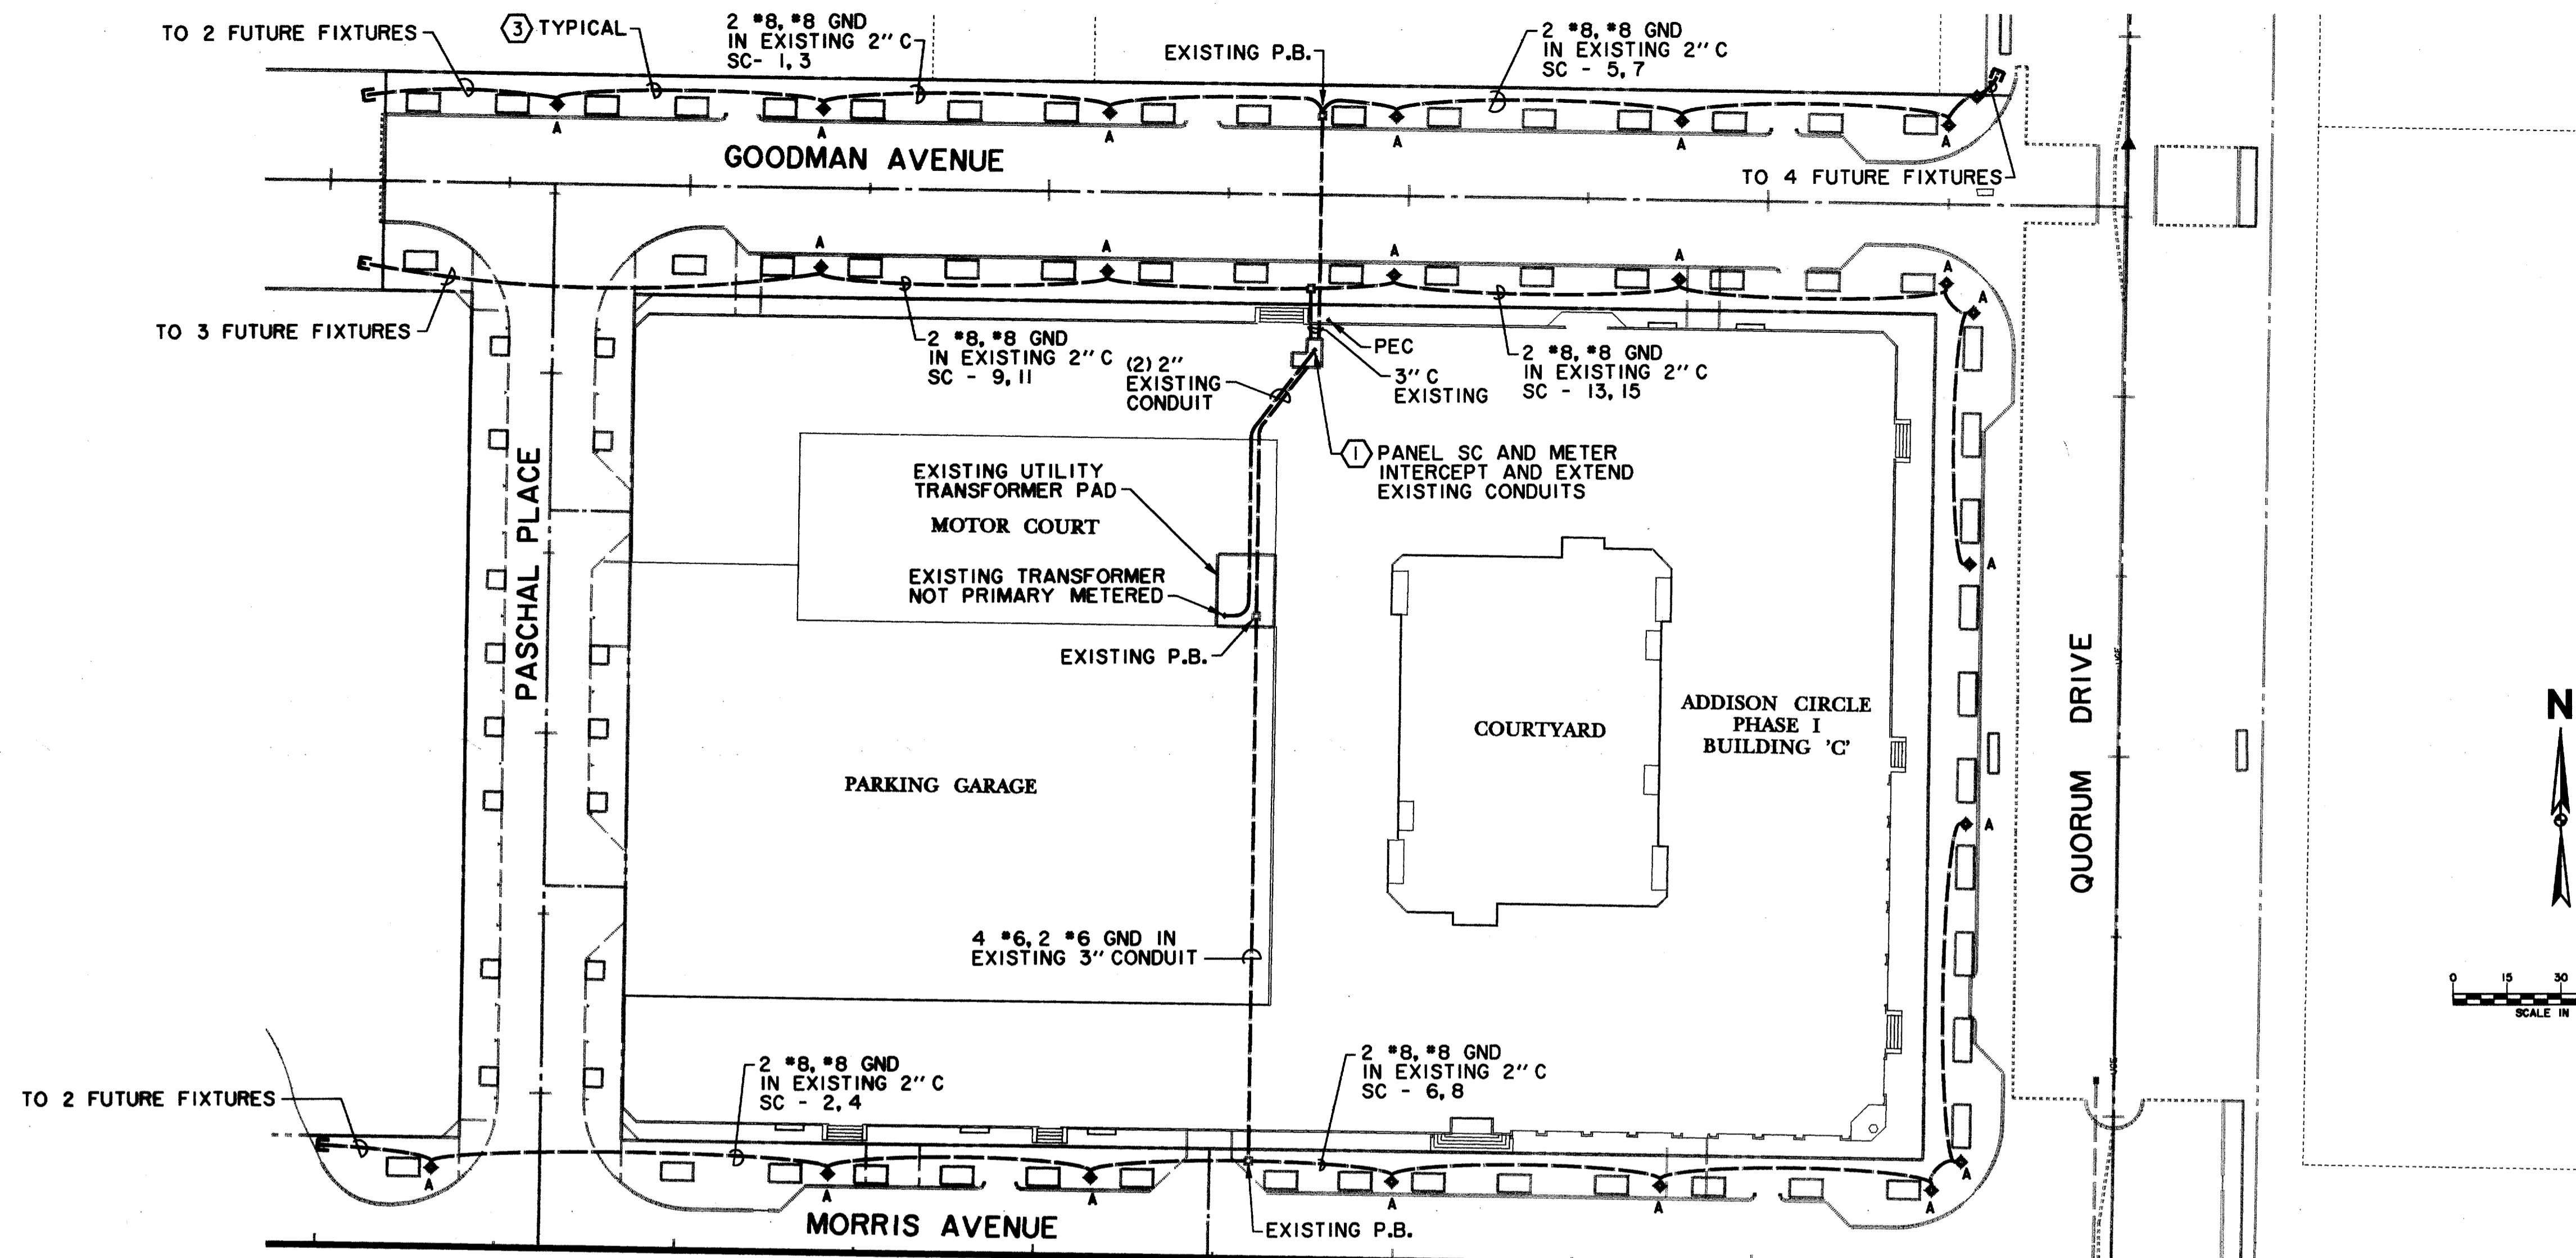 TO 2 FUTURE FIXTURES
3 TYPICAL
2 #8, #8 GND
IN EXISTING 2" C
SC- 1, 3
EXISTING P.B.
2 #8, #8 GND
IN EXISTING 2" C
SC - 5, 7
A
A
A
A
A
A
GOODMAN AVENUE
TO 4 FUTURE FIXTURES
A
A
A
A
A
A
TO 3 FUTURE FIXTURES
2 #8, #8 GND
IN EXISTING 2" C
SC - 9, 11
(2) 2"
EXISTING
CONDUIT
PEC
3" C
EXISTING
2 #8, #8 GND
IN EXISTING 2" C
SC - 13, 15
1 PANEL SC AND METER
INTERCEPT AND EXTEND
EXISTING CONDUITS
EXISTING UTILITY
TRANSFORMER PAD
MOTOR COURT
EXISTING TRANSFORMER
NOT PRIMARY METERED
EXISTING P.B.
PASCHAL PLACE
A
COURTYARD
ADDISON CIRCLE
PHASE I
BUILDING 'C'
QUORUM DRIVE
UGE
N
PARKING GARAGE
A
4 #6, 2 #6 GND IN
EXISTING 3" CONDUIT
0 15 30
SCALE IN
UGE
TO 2 FUTURE FIXTURES
2 #8, #8 GND
IN EXISTING 2" C
SC - 2, 4
2 #8, #8 GND
IN EXISTING 2" C
SC - 6, 8
A
A
A
A
A
A
A
MORRIS AVENUE
EXISTING P.B.